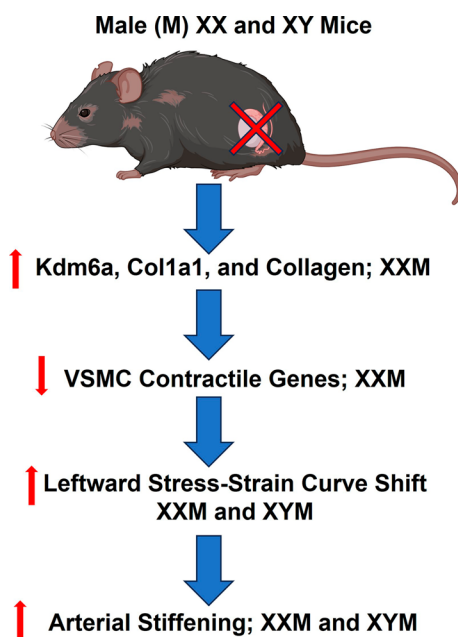 Male (M) XX and XY Mice
Kdm6a, Col1a1, and Collagen; XXM
VSMC Contractile Genes; XXM
Leftward Stress-Strain Curve Shift
XXM and XYM
Arterial Stiffening; XXM and XYM